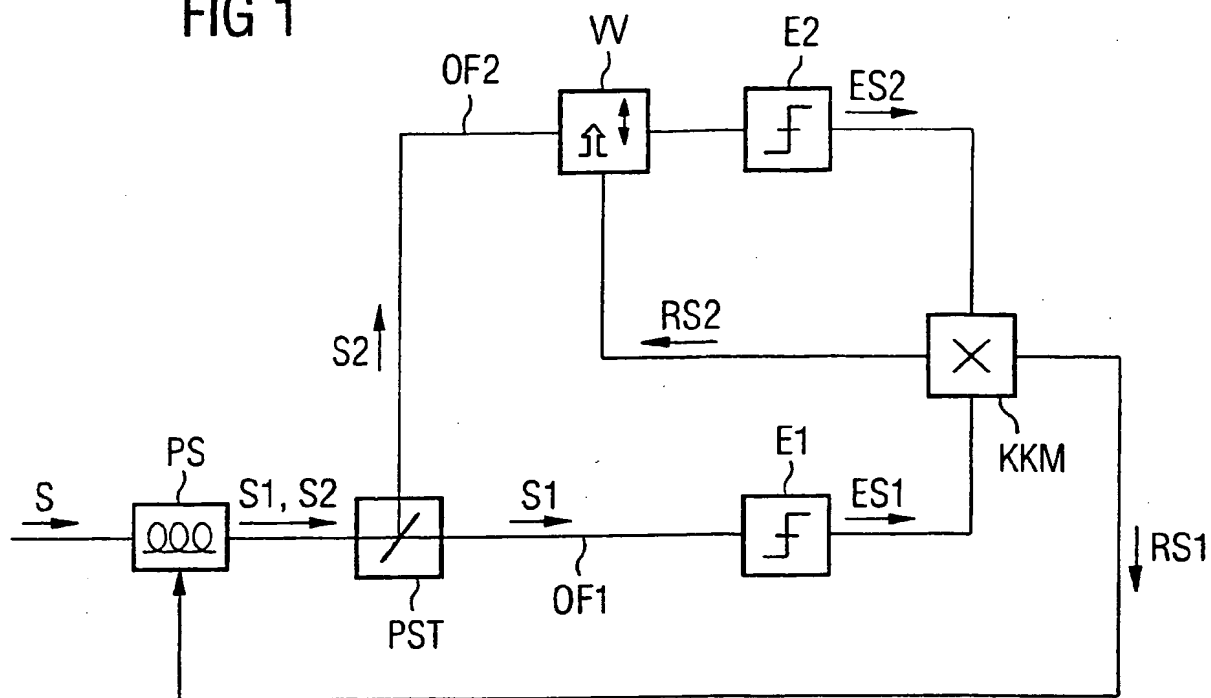 FIG 1
VV
E2
OF2
ES2
RS2
S2
KKM
E1
PS
S
S1, S2
S1
ES1
RS1
OF1
PST